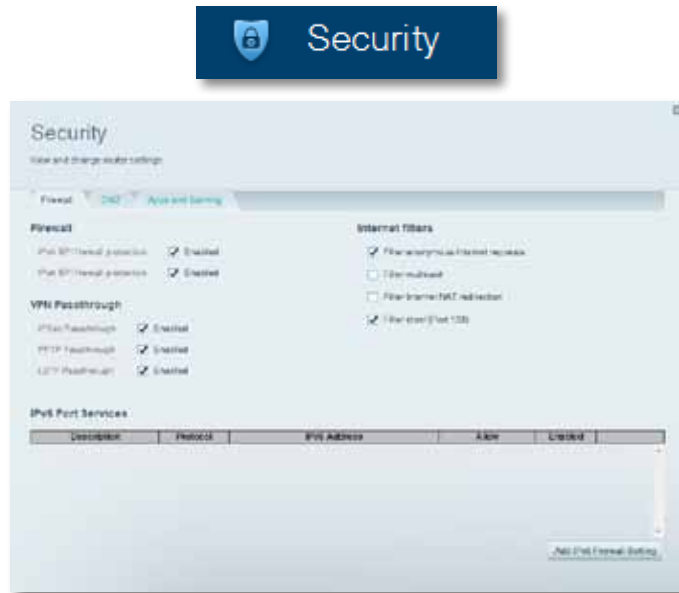 Security
Security
View and change router settings
Firewall DMZ Apps and Gaming
Firewall
IPv6 SPI firewall protection Enabled
IPv4 SPI firewall protection Enabled
VPN Passthrough
IPSec Passthrough Enabled
PPTP Passthrough Enabled
L2TP Passthrough Enabled
Internet filters
Filter anonymous Internet requests
Filter multicast
Filter Internet NAT redirection
Filter ident (Port 113)
IPv6 Port Services
Description Protocol IPv6 Address Allow Enabled
Add IPv6 Firewall Setting